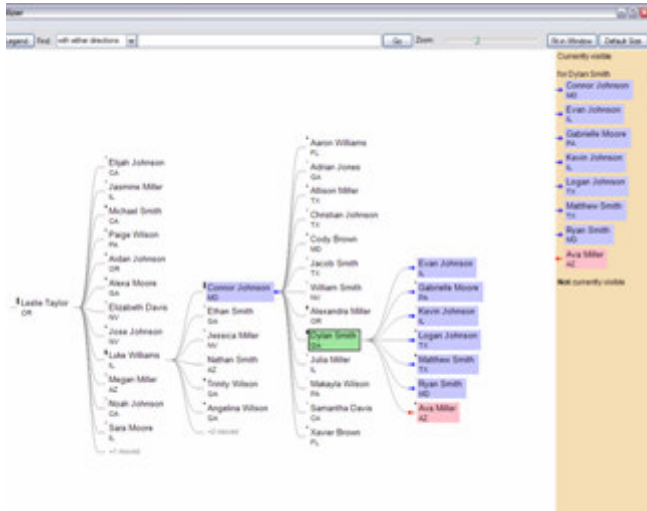 Legend
Find:
with either directions
Go
Zoom:
Fit in Window
Default Size
Leslie Taylor
OR
Elijah Johnson
CA
Jasmine Miller
IL
Michael Smith
CA
Paige Wilson
PA
Aidan Johnson
OR
Alexa Moore
GA
Elizabeth Davis
NV
Jose Johnson
NV
Luke Williams
IL
Megan Miller
AZ
Noah Johnson
CA
Sara Moore
IL
Connor Johnson
MD
Ethan Smith
GA
Jessica Miller
NV
Nathan Smith
AZ
Trinity Wilson
GA
Angelina Wilson
GA
+2 moved
Aaron Williams
FL
Adrian Jones
GA
Allison Miller
TX
Christian Johnson
TX
Cody Brown
MD
Jacob Smith
TX
William Smith
NV
Alexandra Miller
OR
Dylan Smith
GA
Julia Miller
IL
Makayla Wilson
PA
Samantha Davis
CA
Xavier Brown
FL
Evan Johnson
IL
Gabrielle Moore
PA
Kevin Johnson
IL
Logan Johnson
TX
Matthew Smith
TX
Ryan Smith
MD
Ava Miller
AZ
Currently visible
for Dylan Smith
Connor Johnson
MD
Evan Johnson
IL
Gabrielle Moore
PA
Kevin Johnson
IL
Logan Johnson
TX
Matthew Smith
TX
Ryan Smith
MD
Ava Miller
AZ
Not currently visible